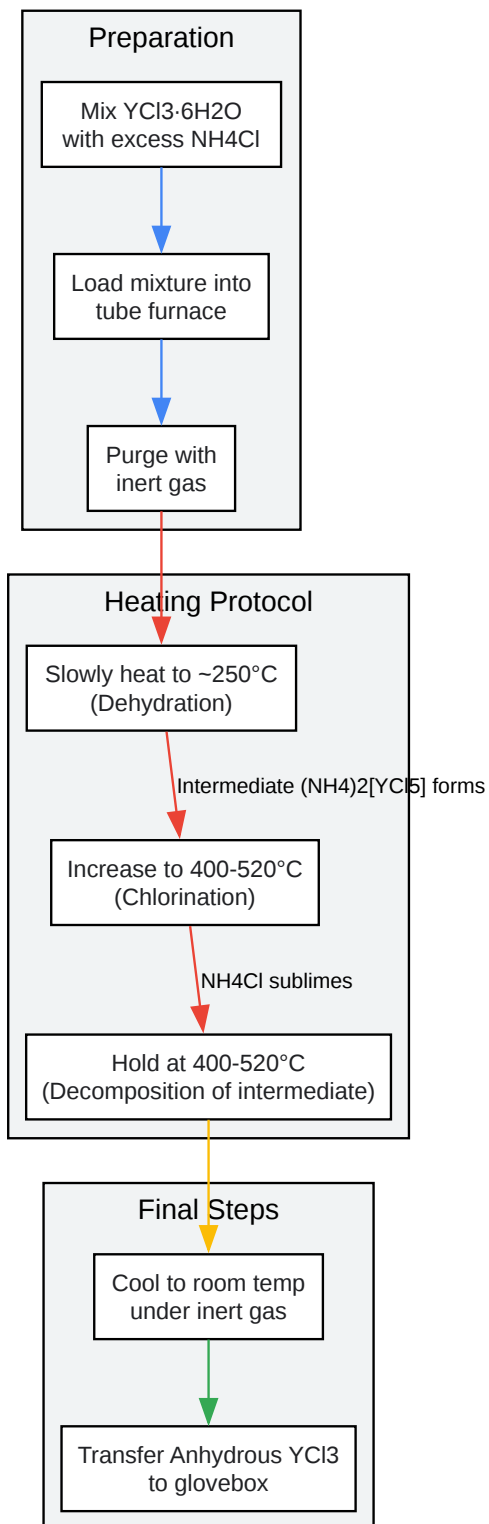 Preparation
Mix YCl3·6H2O
with excess NH4Cl
Load mixture into
tube furnace
Purge with
inert gas
Heating Protocol
Slowly heat to ~250°C
(Dehydration)
Intermediate (NH4)2[YCl5] forms
Increase to 400-520°C
(Chlorination)
NH4Cl sublimes
Hold at 400-520°C
(Decomposition of intermediate)
Final Steps
Cool to room temp
under inert gas
Transfer Anhydrous YCl3
to glovebox